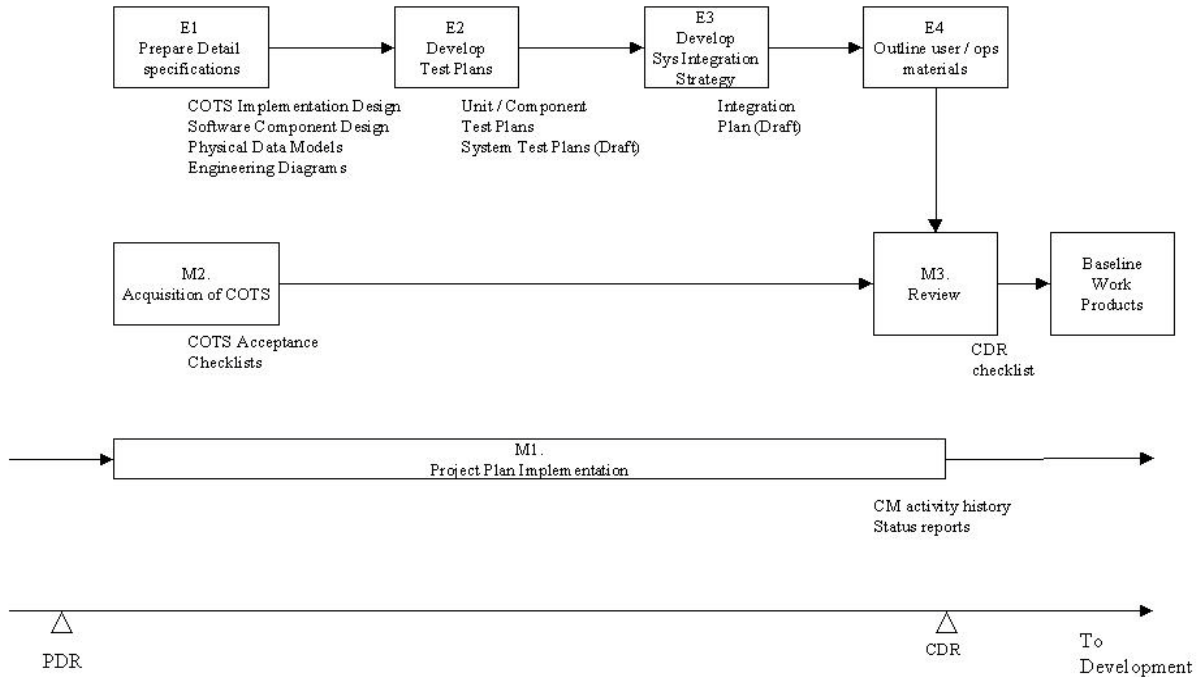 E1
Prepare Detail
specifications
E2
Develop
Test Plans
E3
Develop
Sys Integration
Strategy
E4
Outline user / ops
materials
COTS Implementation Design
Software Component Design
Physical Data Models
Engineering Diagrams
Unit / Component
Test Plans
System Test Plans (Draft)
Integration
Plan (Draft)
M2.
Acquisition of COTS
M3.
Review
Baseline
Work
Products
COTS Acceptance
Checklists
CDR
checklist
M1.
Project Plan Implementation
CM activity history
Status reports
PDR
CDR
To
Development